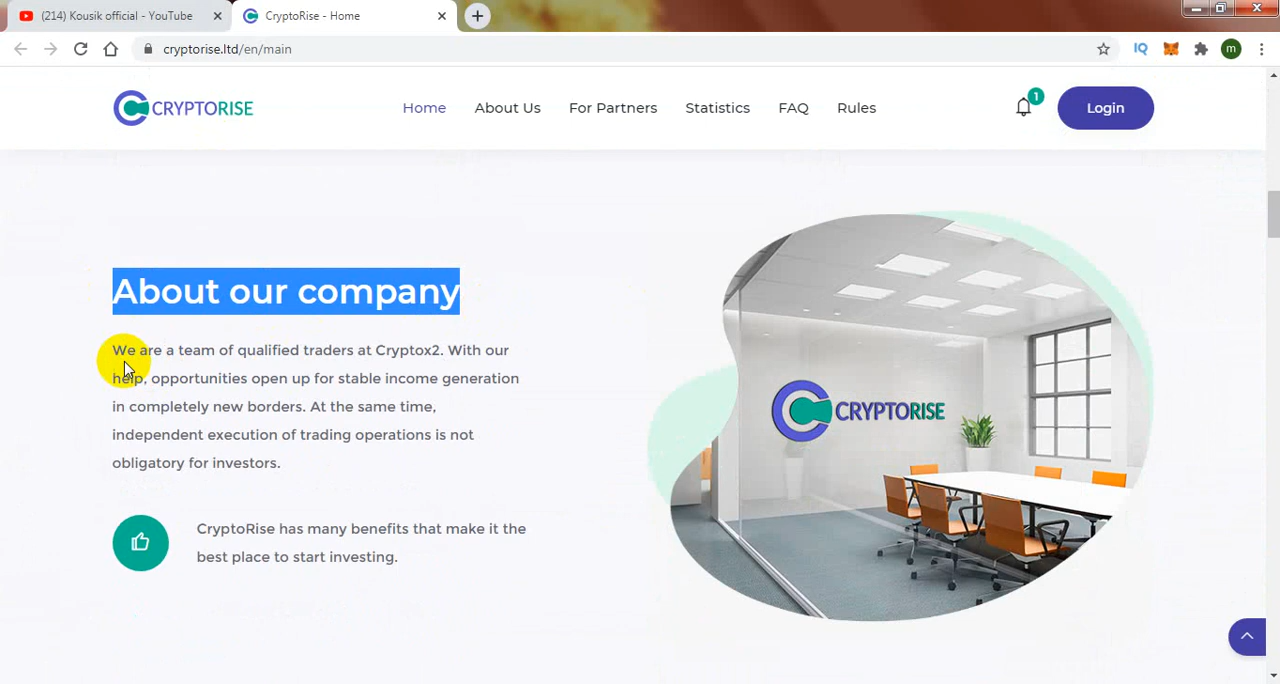 (214) Kousik official - YouTube
CryptoRise - Home
cryptorise.ltd/en/main
IQ
m
CRYPTORISE
Home
About Us
For Partners
Statistics
FAQ
Rules
1
Login
About our company
We are a team of qualified traders at Cryptox2. With our
help, opportunities open up for stable income generation
in completely new borders. At the same time,
independent execution of trading operations is not
obligatory for investors.
CryptoRise has many benefits that make it the
best place to start investing.
CRYPTORISE